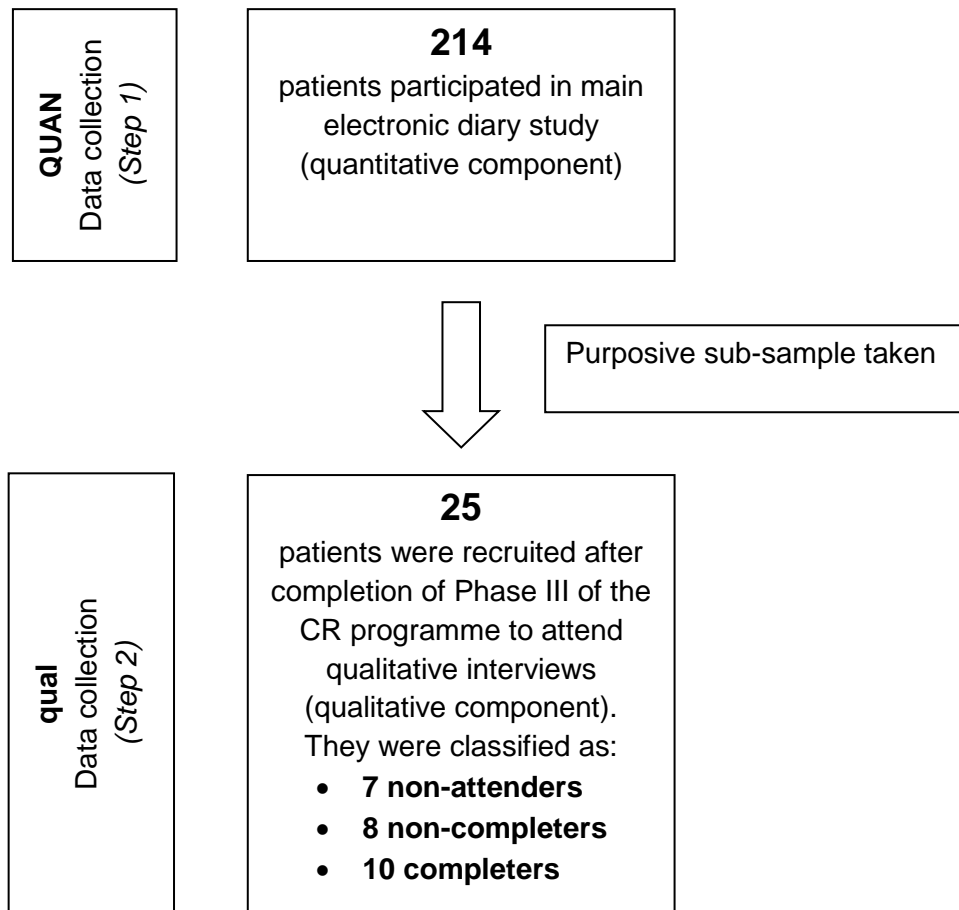 QUAN
Data collection
(Step 1)
214
patients participated in main
electronic diary study
(quantitative component)
Purposive sub-sample taken
qual
Data collection
(Step 2)
25
patients were recruited after
completion of Phase III of the
CR programme to attend
qualitative interviews
(qualitative component).
They were classified as:
• 7 non-attenders
• 8 non-completers
• 10 completers